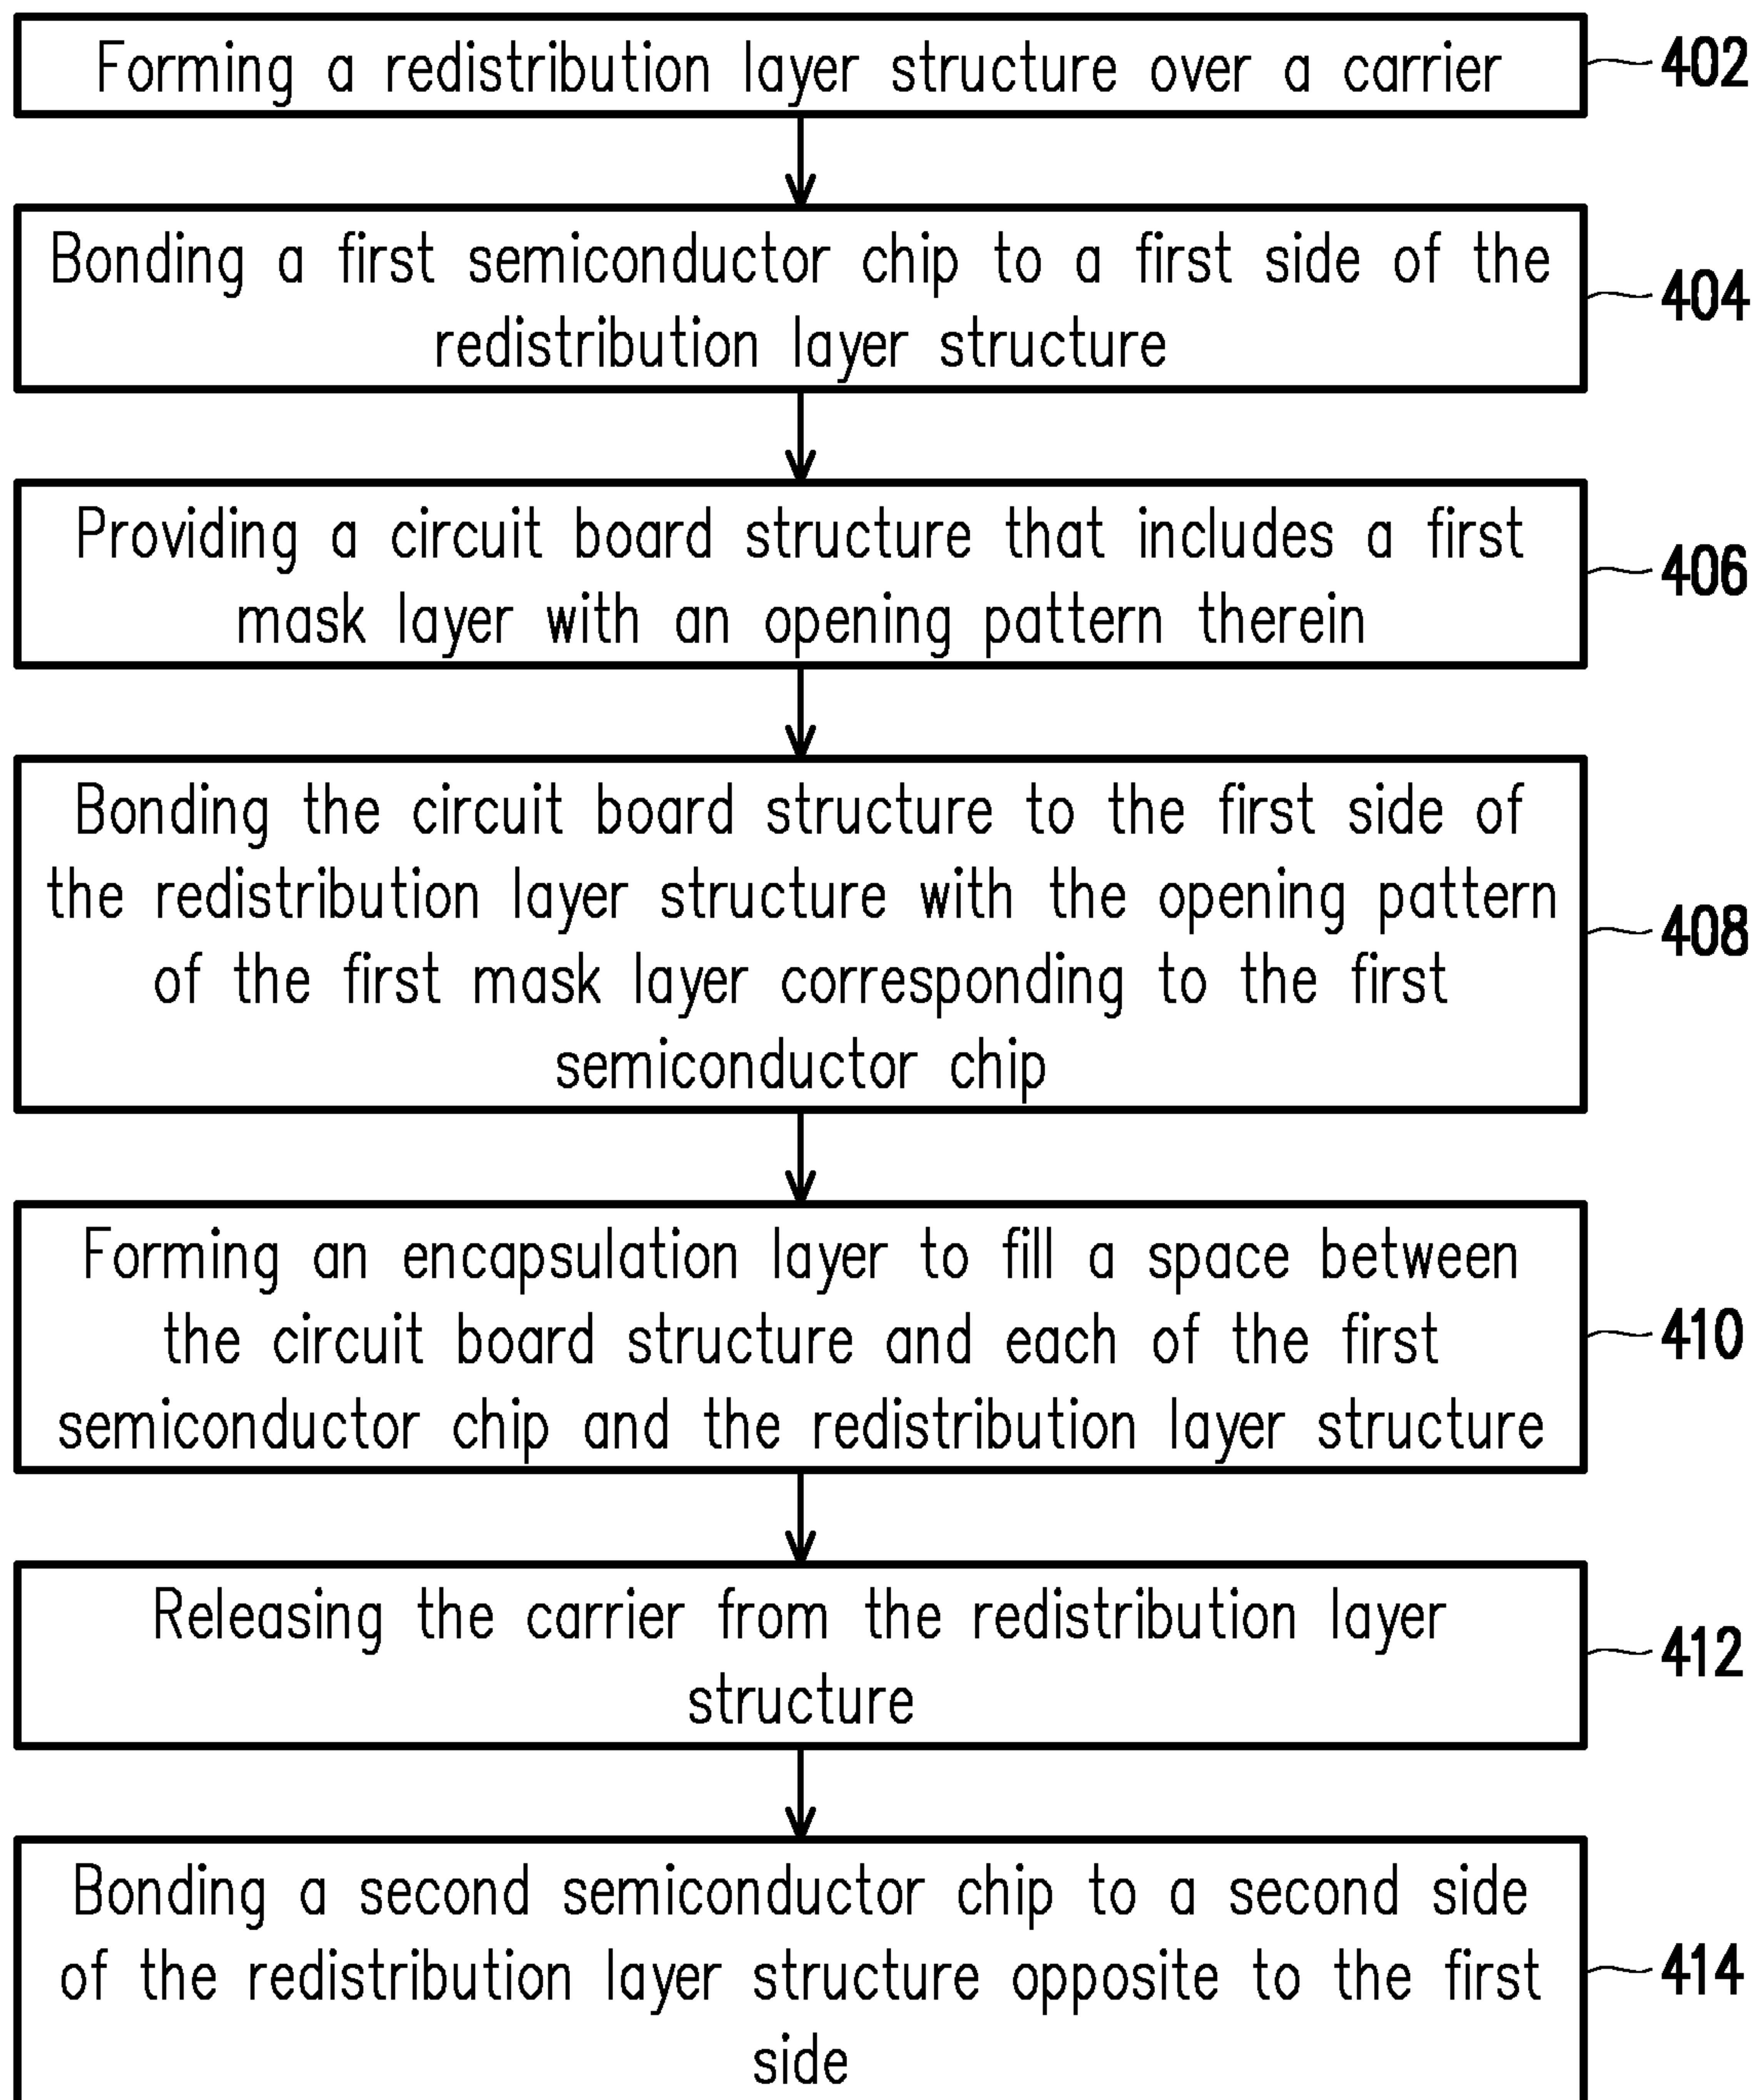 Forming a redistribution layer structure over a carrier
402
Bonding a first semiconductor chip to a first side of the
redistribution layer structure
404
Providing a circuit board structure that includes a first
mask layer with an opening pattern therein
406
Bonding the circuit board structure to the first side of
the redistribution layer structure with the opening pattern
of the first mask layer corresponding to the first
semiconductor chip
408
Forming an encapsulation layer to fill a space between
the circuit board structure and each of the first
semiconductor chip and the redistribution layer structure
410
Releasing the carrier from the redistribution layer
structure
412
Bonding a second semiconductor chip to a second side
of the redistribution layer structure opposite to the first
side
414